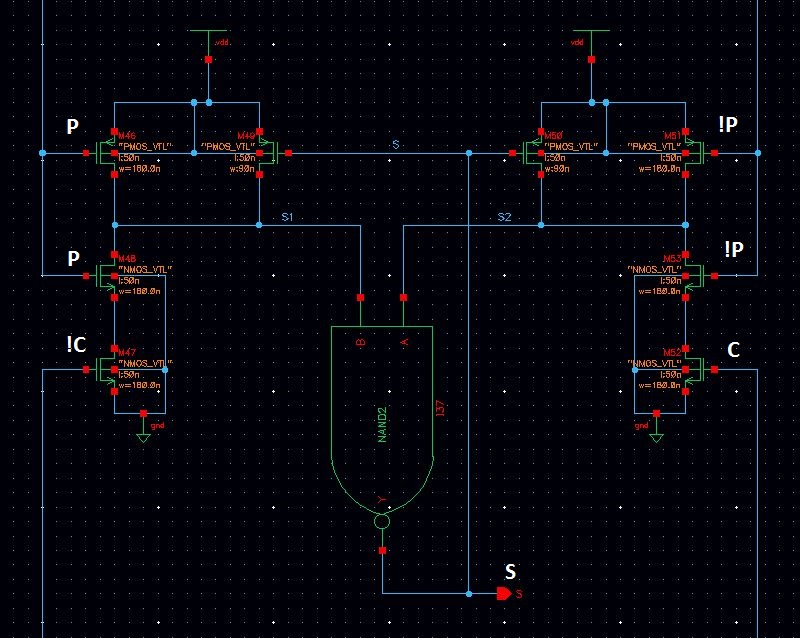 vdd
vdd
P
!P
M46
M49
M50
M51
"PMOS_VTL"
"PMOS_VTL"
S
"PMOS_VTL"
"PMOS_VTL"
l:50n
l:50n
l:50n
l:50n
w=180.0n
w:90n
w:90n
w=180.0n
S1
S2
P
!P
M48
M53
"NMOS_VTL"
"NMOS_VTL"
l:50n
l:50n
w=180.0n
w=180.0n
!C
C
B
A
M47
M52
"NMOS_VTL"
"NMOS_VTL"
l:50n
l:50n
w=180.0n
w=180.0n
gnd
NAND2
I37
gnd
Y
S
S